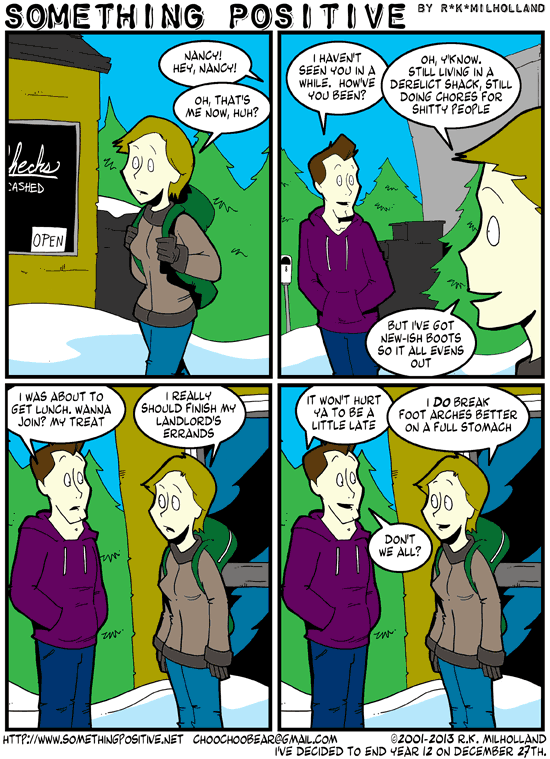 SOMETHING POSITIVE BY R*K*MILHOLLAND
NANCY!
HEY, NANCY!
OH, THAT'S
ME NOW, HUH?
hecks
CASHED
OPEN
I HAVEN'T
SEEN YOU IN A
WHILE. HOW'VE
YOU BEEN?
OH, Y'KNOW.
STILL LIVING IN A
DERELICT SHACK, STILL
DOING CHORES FOR
SHITTY PEOPLE
BUT I'VE GOT
NEW-ISH BOOTS
SO IT ALL EVENS
OUT
I WAS ABOUT TO
GET LUNCH. WANNA
JOIN? MY TREAT
I REALLY
SHOULD FINISH MY
LANDLORD'S
ERRANDS
IT WON'T HURT
YA TO BE A
LITTLE LATE
I DO BREAK
FOOT ARCHES BETTER
ON A FULL STOMACH
DON'T
WE ALL?
HTTP://WWW.SOMETHINGPOSITIVE.NET CHOOCHOOBEAR@GMAIL.COM ©2001-2013 R.K. MILHOLLAND
I'VE DECIDED TO END YEAR 12 ON DECEMBER 27TH.